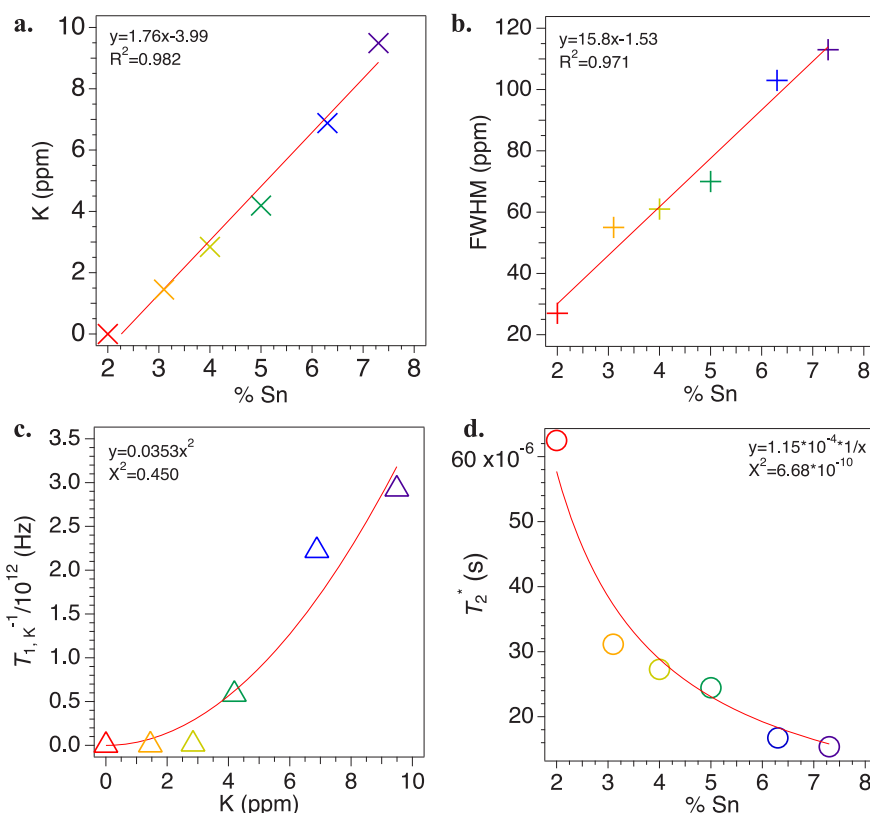 a.
y=1.76x-3.99
R²=0.982
10
8
6
4
2
0
K (ppm)
2 3 4 5 6 7 8
% Sn
b.
y=15.8x-1.53
R²=0.971
120
100
80
60
40
20
FWHM (ppm)
2 3 4 5 6 7 8
% Sn
c.
y=0.0353x²
X²=0.450
3.5
3.0
2.5
2.0
1.5
1.0
0.5
0.0
T₁,K⁻¹/10¹² (Hz)
0 2 4 6 8 10
K (ppm)
d.
y=1.15*10⁻⁴*1/x
X²=6.68*10⁻¹⁰
60 x10⁻⁶
50
40
30
20
T₂* (s)
2 3 4 5 6 7 8
% Sn